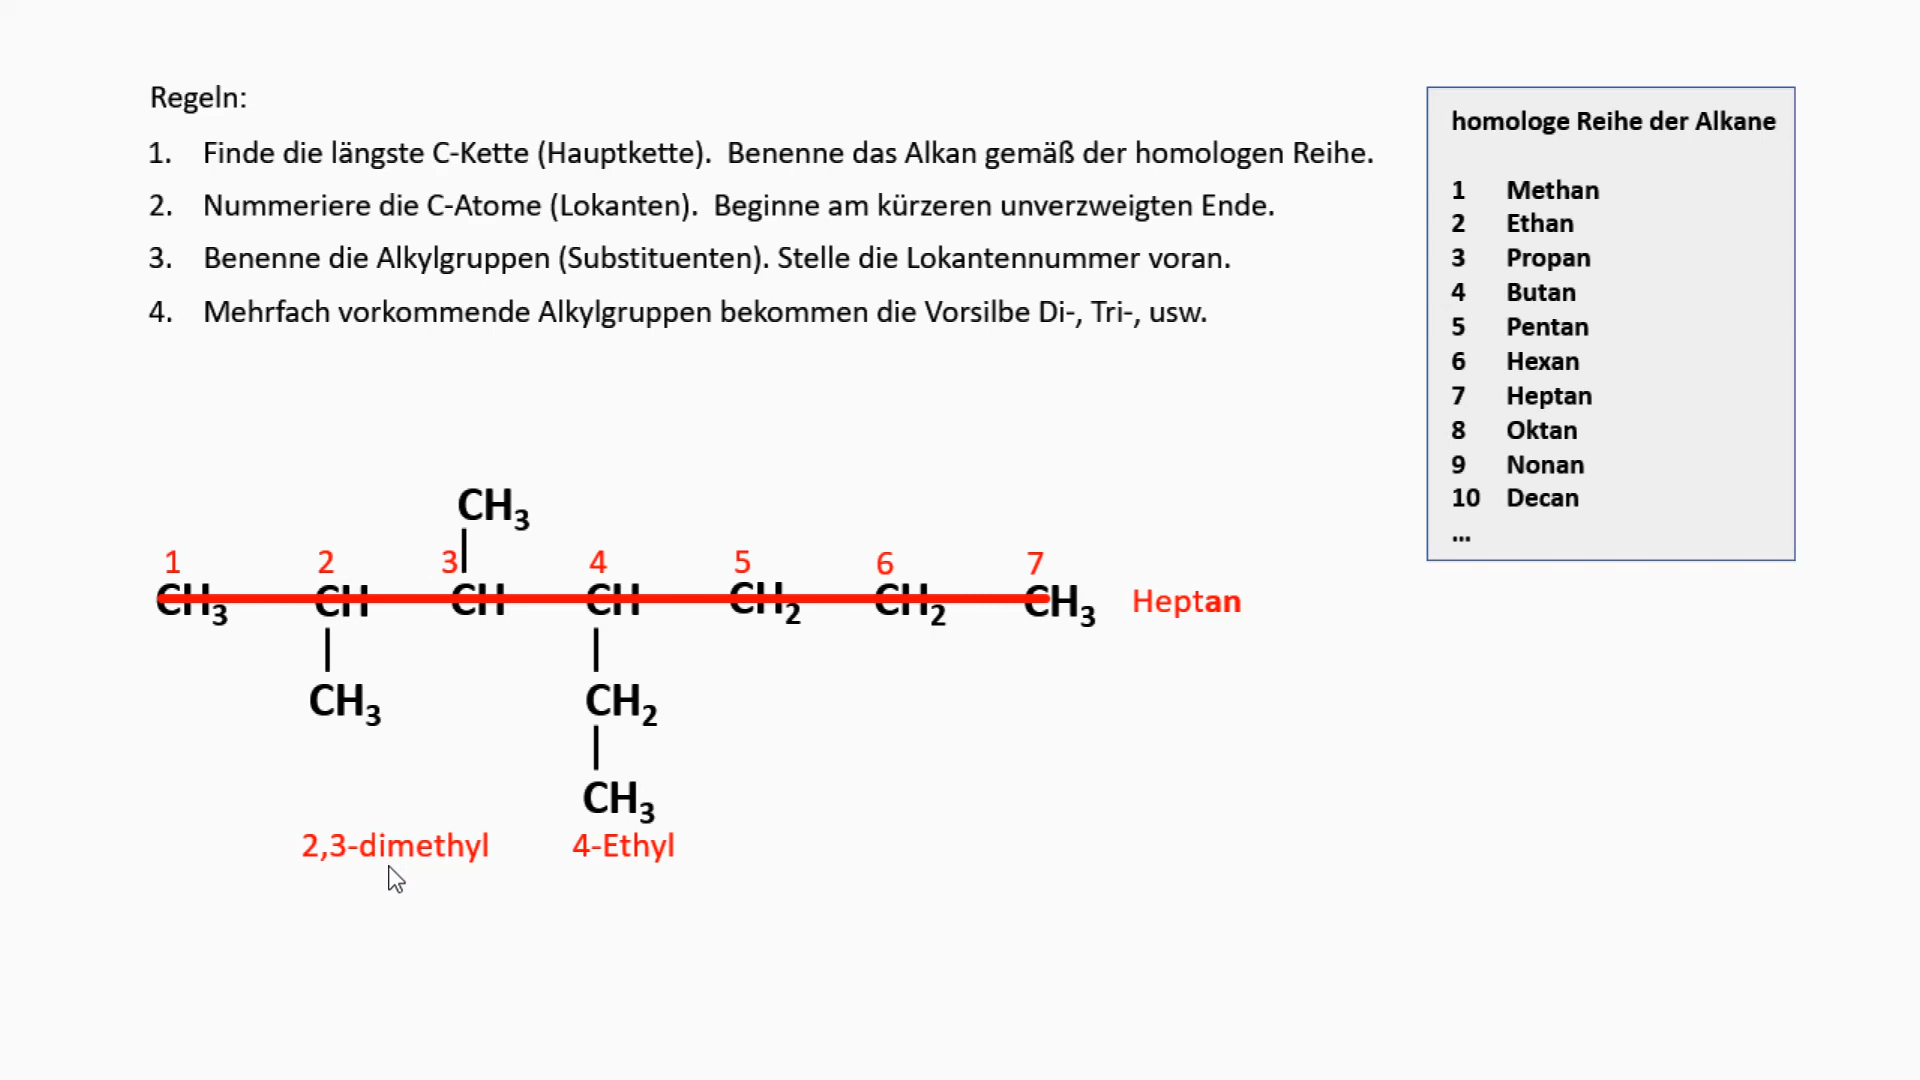 Regeln:
1. Finde die längste C-Kette (Hauptkette). Benenne das Alkan gemäß der homologen Reihe.
2. Nummeriere die C-Atome (Lokanten). Beginne am kürzeren unverzweigten Ende.
3. Benenne die Alkylgruppen (Substituenten). Stelle die Lokantennummer voran.
4. Mehrfach vorkommende Alkylgruppen bekommen die Vorsilbe Di-, Tri-, usw.
homologe Reihe der Alkane
1 Methan
2 Ethan
3 Propan
4 Butan
5 Pentan
6 Hexan
7 Heptan
8 Oktan
9 Nonan
10 Decan
...
CH₃
1 2 3 4 5 6 7
CH₃ CH CH CH CH₂ CH₂ CH₃ Heptan
CH₃ CH₂
CH₃
2,3-dimethyl 4-Ethyl